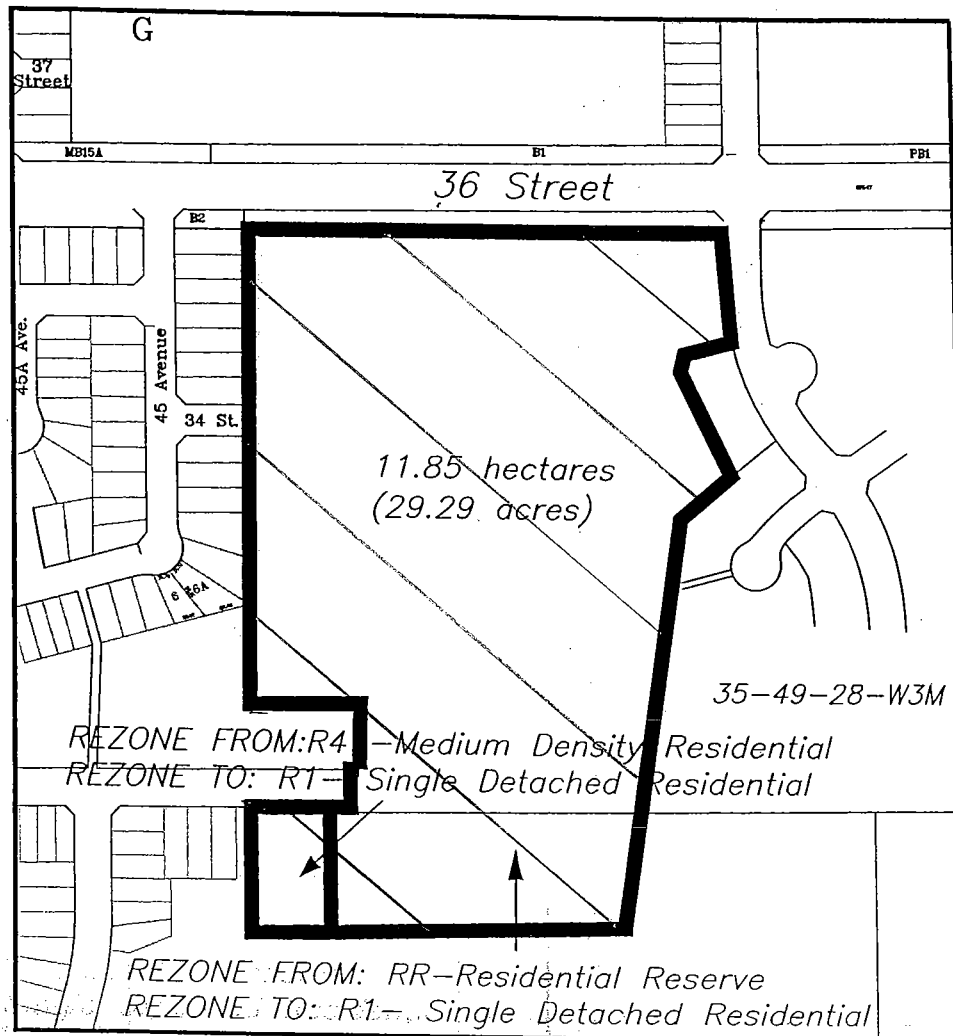 G
37
Street
MB15A
B1
PB1
36 Street
B2
45A Ave.
45 Avenue
34 St.
11.85 hectares
(29.29 acres)
6
35-49-28-W3M
REZONE FROM:R4 -Medium Density Residential
REZONE TO: R1- Single Detached Residential
REZONE FROM: RR-Residential Reserve
REZONE TO: R1- Single Detached Residential